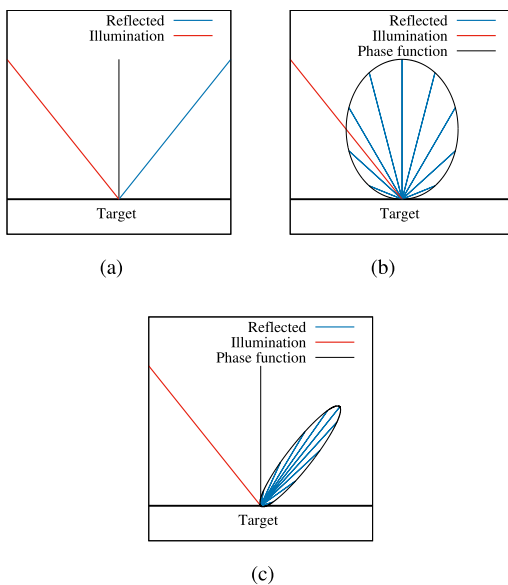 Reflected
Illumination
Target
(a)
Reflected
Illumination
Phase function
Target
(b)
Reflected
Illumination
Phase function
Target
(c)